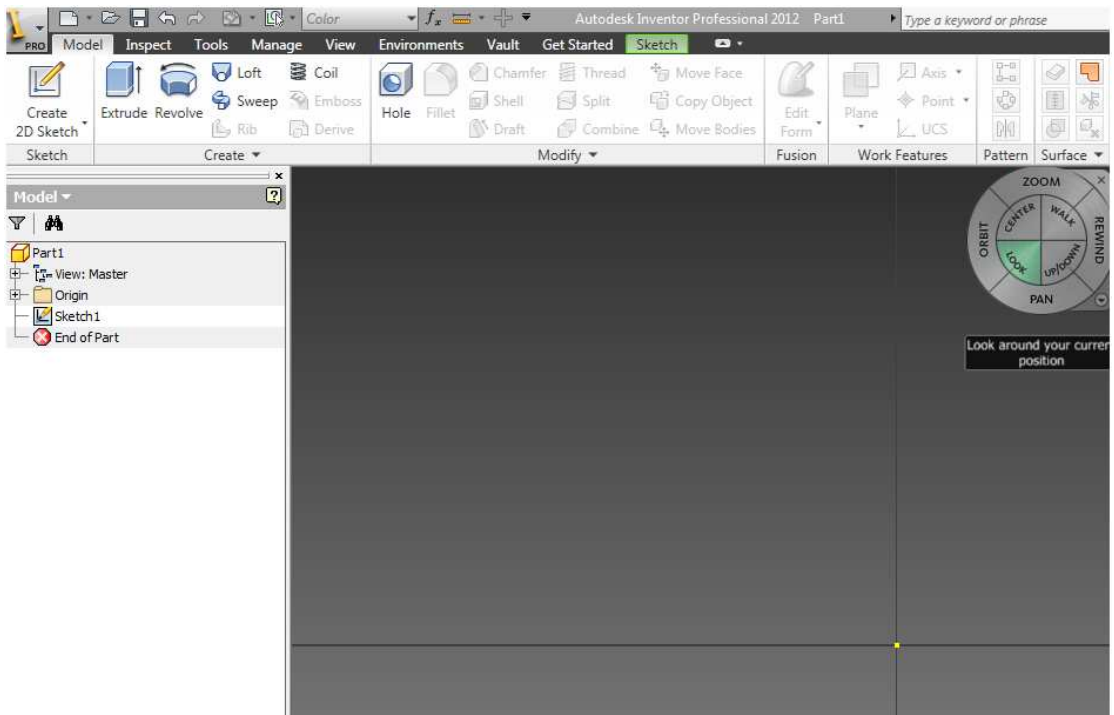 Color fx Autodesk Inventor Professional 2012 Part1 Type a keyword or phrase
PRO Model Inspect Tools Manage View Environments Vault Get Started Sketch
Create 2D Sketch
Extrude Revolve
Loft
Sweep
Rib
Coil
Emboss
Derive
Hole Fillet
Chamfer
Shell
Draft
Thread
Split
Combine
Move Face
Copy Object
Move Bodies
Edit Form
Plane
Axis
Point
UCS
Sketch Create Modify Fusion Work Features Pattern Surface
Model
Part1
View: Master
Origin
Sketch1
End of Part
ZOOM
ORBIT
CENTER
WALK
REWIND
LOOK
UP/DOWN
PAN
Look around your curren
position